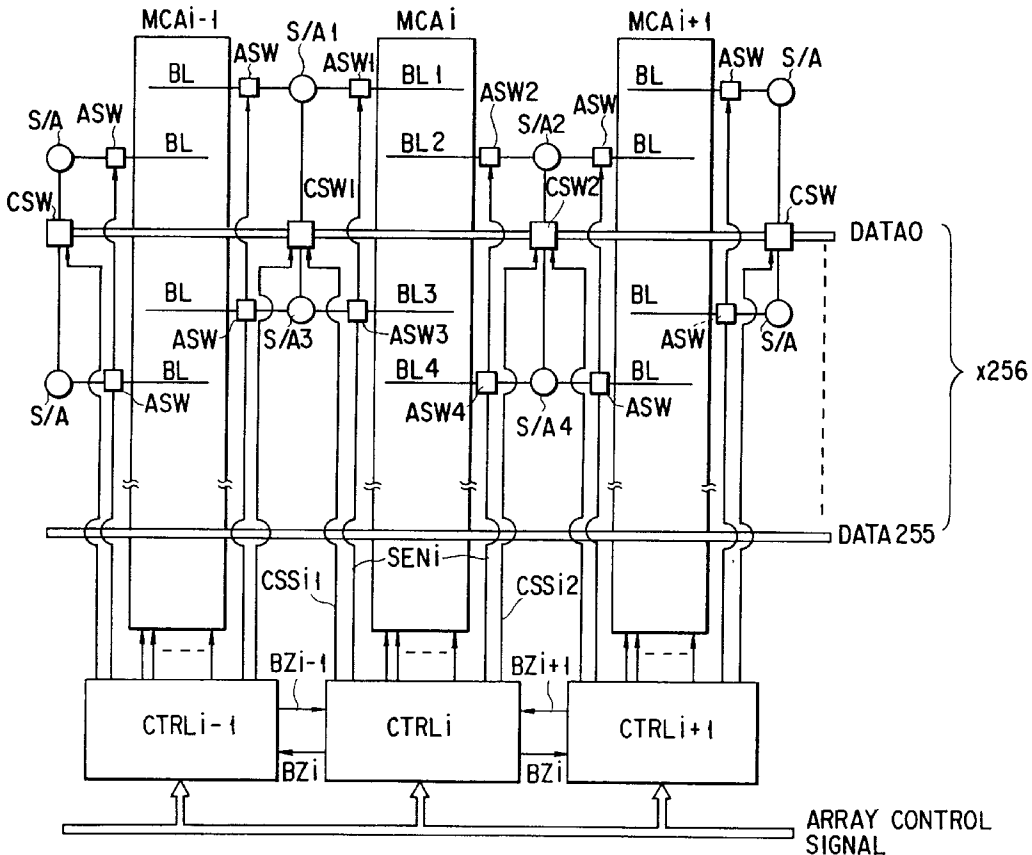 MCAi-1
S/A1
MCAi
MCAi+1
ASW
ASW1
ASW
S/A
BL
BL1
ASW2
BL
S/A
ASW
S/A2
ASW
BL
BL2
BL
CSW
CSW1
CSW2
CSW
DATA0
BL
BL3
BL
ASW
S/A3
ASW3
ASW
S/A
BL
BL4
BL
x256
S/A
ASW
ASW4
S/A4
ASW
DATA255
CSSi1
SENi
CSSi2
BZi-1
BZi+1
CTRLi-1
CTRLi
CTRLi+1
BZi
BZi
ARRAY CONTROL
SIGNAL